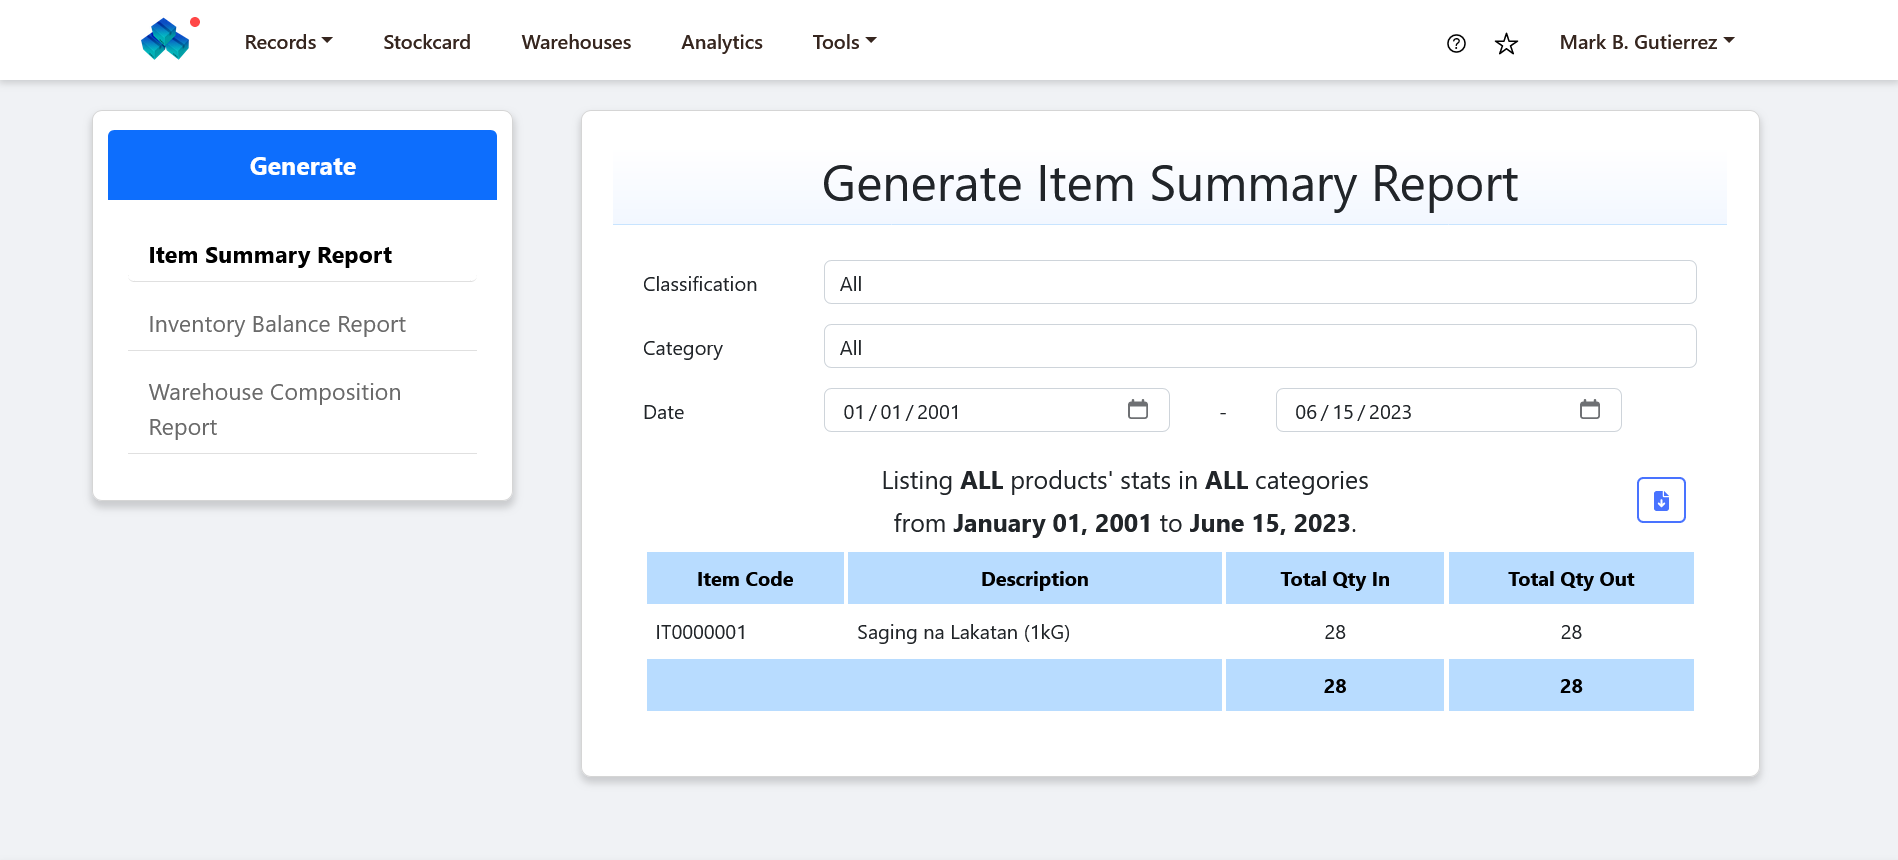 Records
Stockcard
Warehouses
Analytics
Tools
Mark B. Gutierrez
Generate
Item Summary Report
Inventory Balance Report
Warehouse Composition
Report
Generate Item Summary Report
Classification
All
Category
All
Date
01/01/2001
-
06/15/2023
Listing ALL products' stats in ALL categories
from January 01, 2001 to June 15, 2023.
Item Code Description Total Qty In Total Qty Out
IT0000001 Saging na Lakatan (1kG) 28 28
28 28